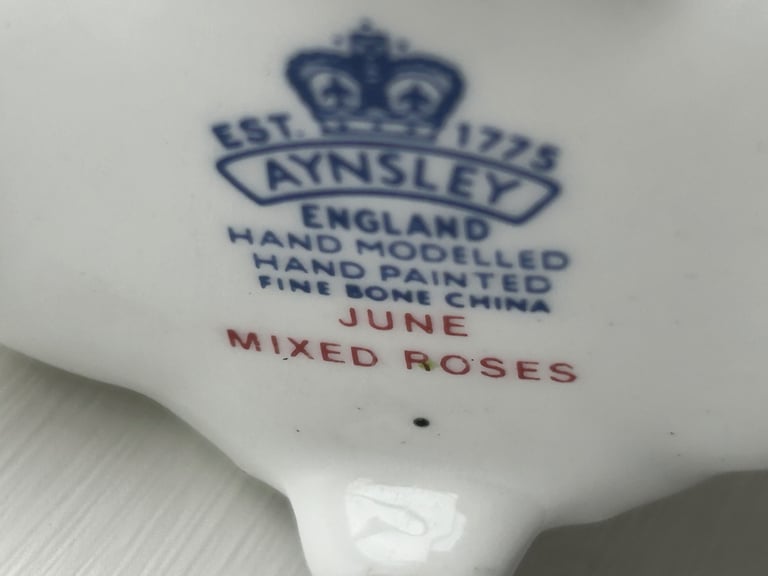 EST. 1775
AYNSLEY
ENGLAND
HAND MODELLED
HAND PAINTED
FINE BONE CHINA
JUNE
MIXED ROSES